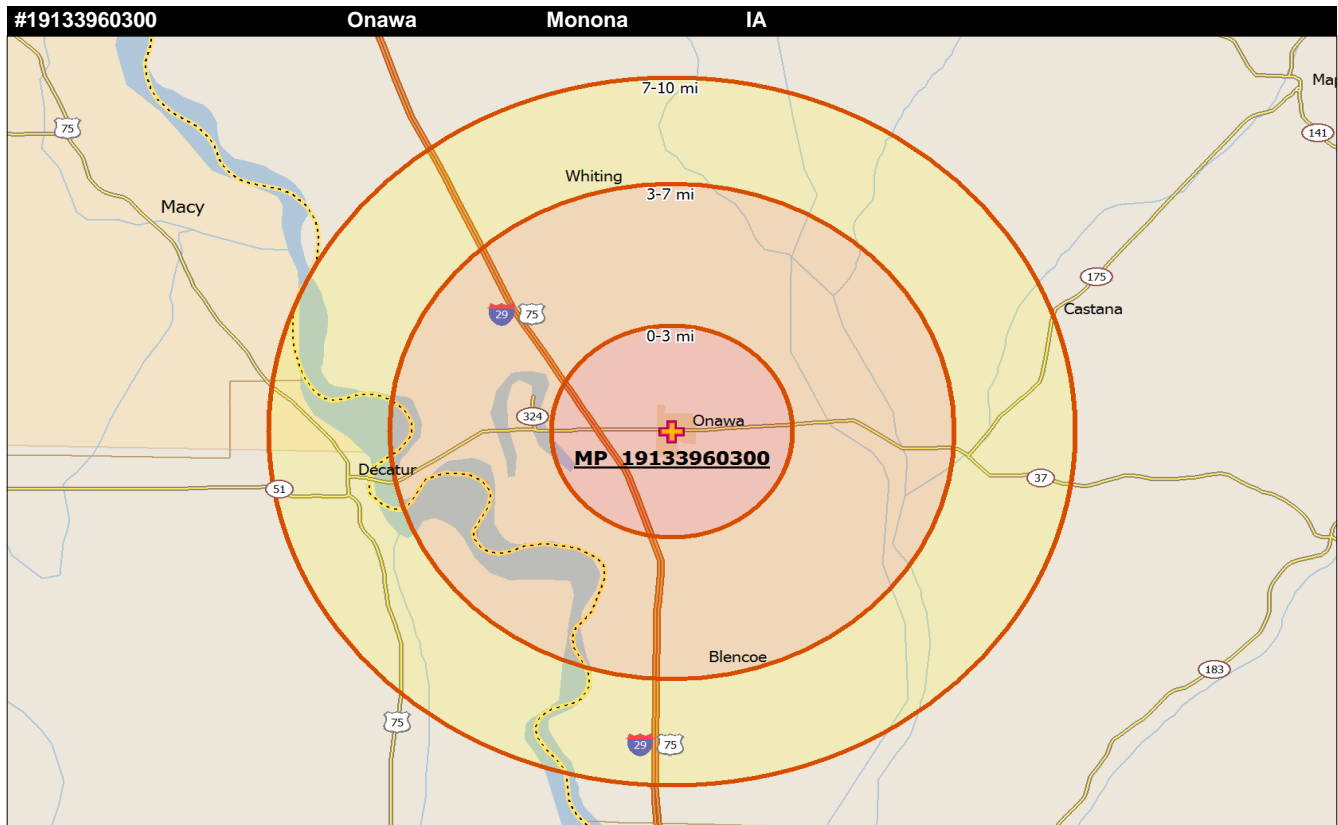 #19133960300 Onawa Monona IA
7-10 mi
75
Map
141
Whiting
3-7 mi
Macy
175
29 75
Castana
0-3 mi
324
Onawa
MP 19133960300
Decatur
51
37
Blencoe
183
75
29 75